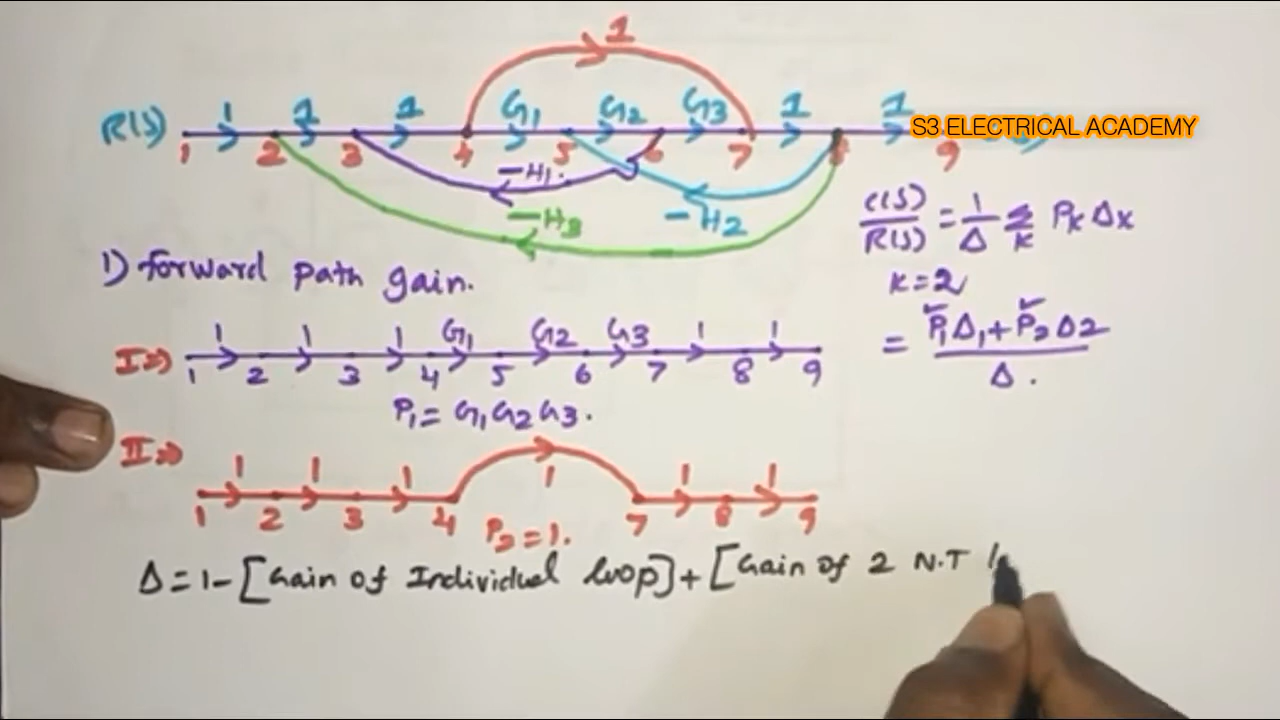 1
R(S) 1 1 1 G1 G2 G3 1 1 S3 ELECTRICAL ACADEMY
1 2 3 4 5 6 7 8 9
-H1.
-H3 -H2
C(S)/R(S) = 1/Δ Σ K PK ΔK
1) forward path gain.
K=2
= P1Δ1 + P2Δ2 / Δ.
I => 1 1 1 G1 G2 G3 1 1
1 2 3 4 5 6 7 8 9
P1 = G1G2G3.
II =>
1 1 1 1 1 1
1 2 3 4 7 8 9
P2 = 1.
Δ = 1 - [Gain of Individual loop] + [Gain of 2 N.T